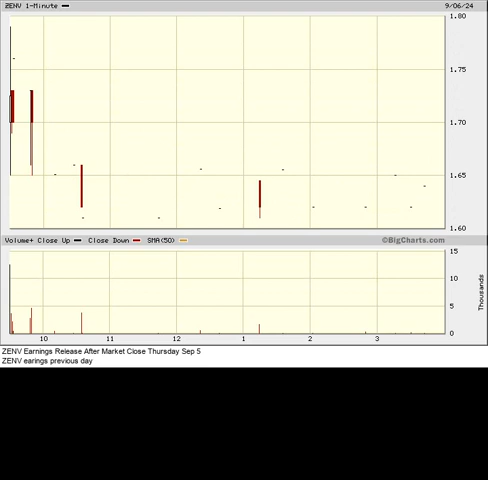 ZENV 1-Minute
9/06/24
1.80
1.75
1.70
1.65
1.60
Volume+ Close Up Close Down SMA(50) ©BigCharts.com
15
10
5
0
Thousands
10 11 12 1 2 3
ZENV Earnings Release After Market Close Thursday Sep 5
ZENV earings previous day